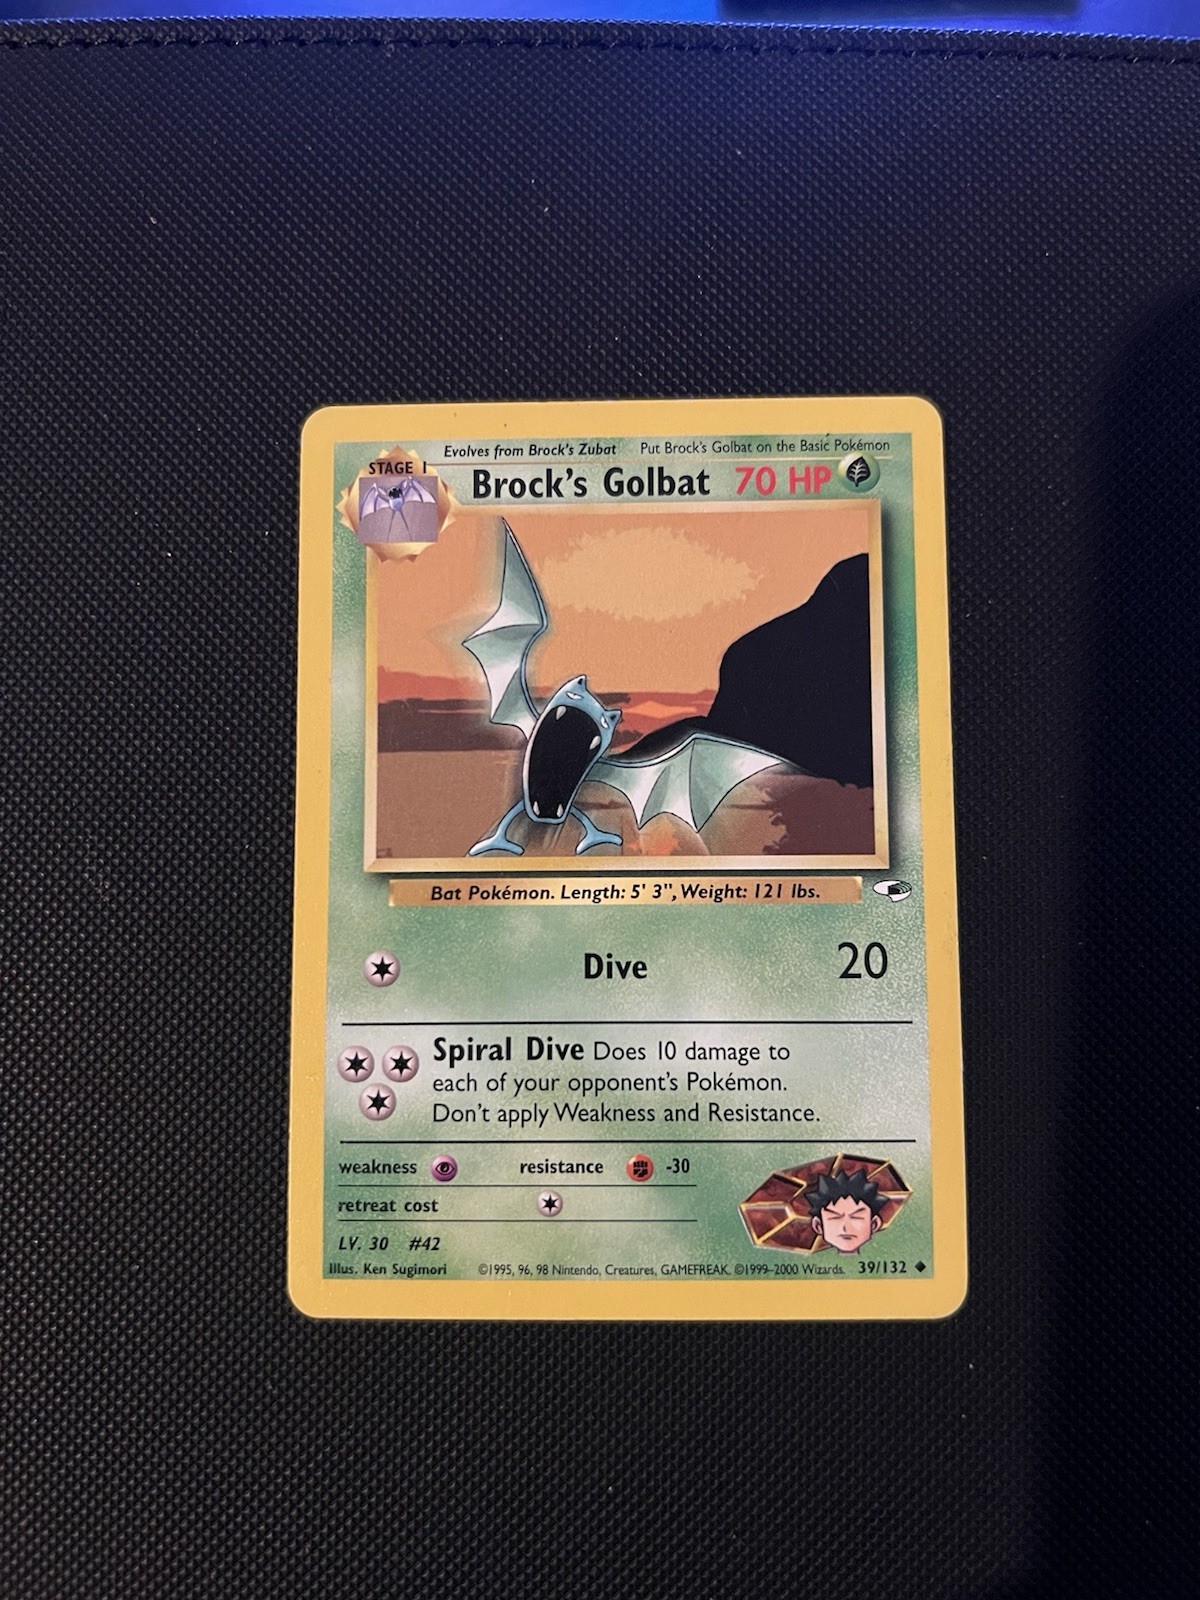 Evolves from Brock's Zubat Put Brock's Golbat on the Basic Pokémon
STAGE 1
Brock's Golbat 70 HP
Bat Pokémon. Length: 5' 3", Weight: 121 lbs.
Dive 20
Spiral Dive Does 10 damage to
each of your opponent's Pokémon.
Don't apply Weakness and Resistance.
weakness resistance -30
retreat cost
LV. 30 #42
Illus. Ken Sugimori ©1995, 96, 98 Nintendo, Creatures, GAMEFREAK. ©1999-2000 Wizards. 39/132